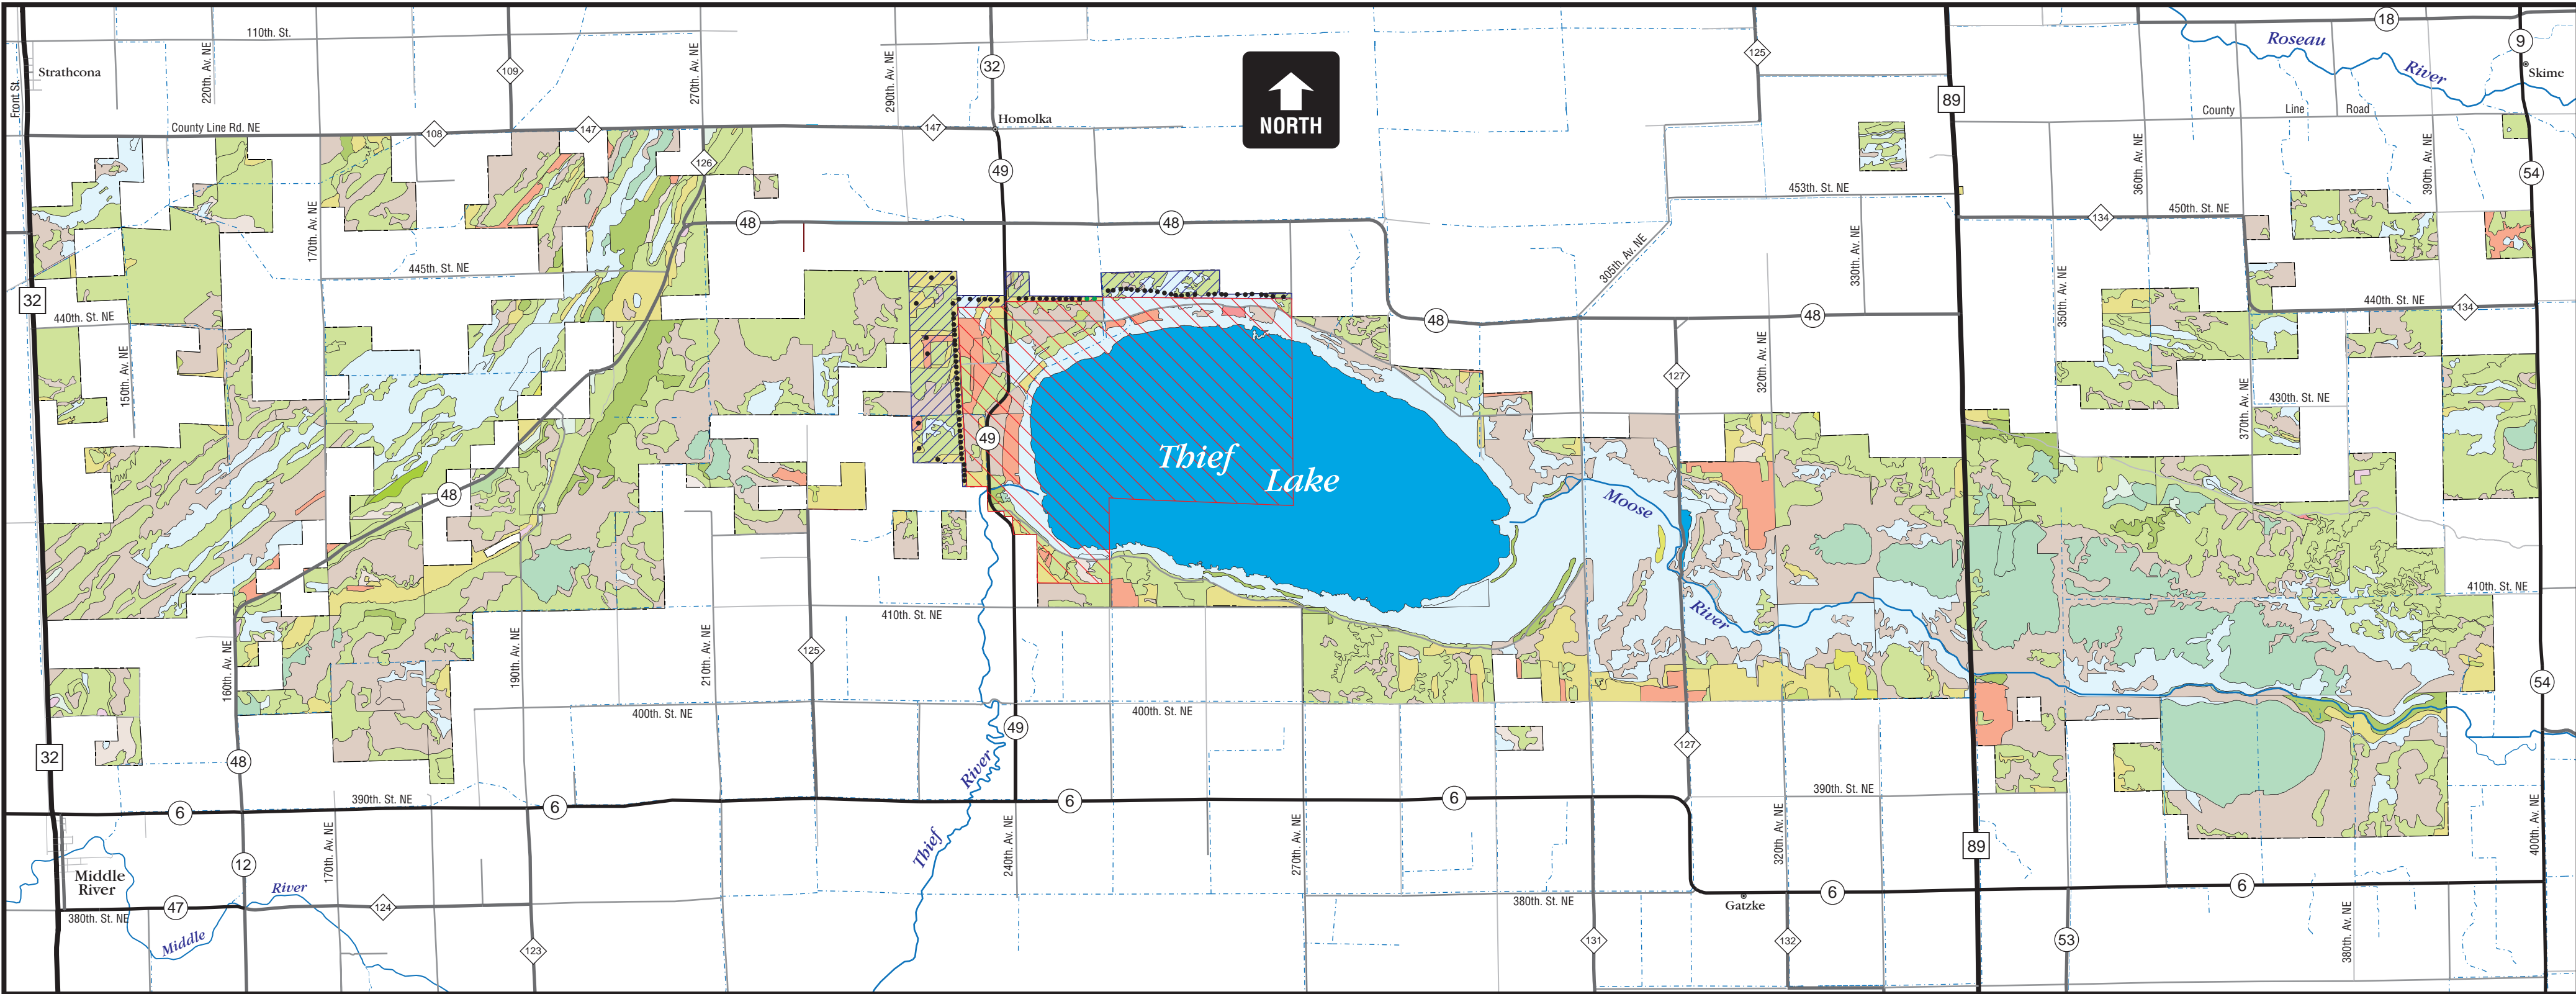 110th. St.
18
Roseau
River
9
Skime
Strathcona
220th. Av. NE
109
270th. Av. NE
290th. Av. NE
32
125
NORTH
89
Front St.
County Line Rd. NE
108
147
147
Homolka
County
Line
Road
126
49
360th. Av. NE
390th. Av. NE
54
453th. St. NE
134
450th. St. NE
170th. Av. NE
48
48
305th. Av. NE
330th. Av. NE
445th. St. NE
350th. Av. NE
32
440th. St. NE
440th. St. NE
134
48
48
150th. Av. NE
320th. Av. NE
127
370th. Av. NE
430th. St. NE
49
Thief
Lake
48
Moose
River
410th. St. NE
410th. St. NE
160th. Av. NE
190th. Av. NE
210th. Av. NE
125
54
400th. St. NE
400th. St. NE
32
48
49
127
Thief
River
390th. St. NE
390th. St. NE
6
6
6
6
170th. Av. NE
240th. Av. NE
270th. Av. NE
320th. Av. NE
89
400th. Av. NE
Middle
River
12
River
6
6
47
124
380th. St. NE
380th. St. NE
Gatzke
Middle
123
131
132
53
380th. Av. NE